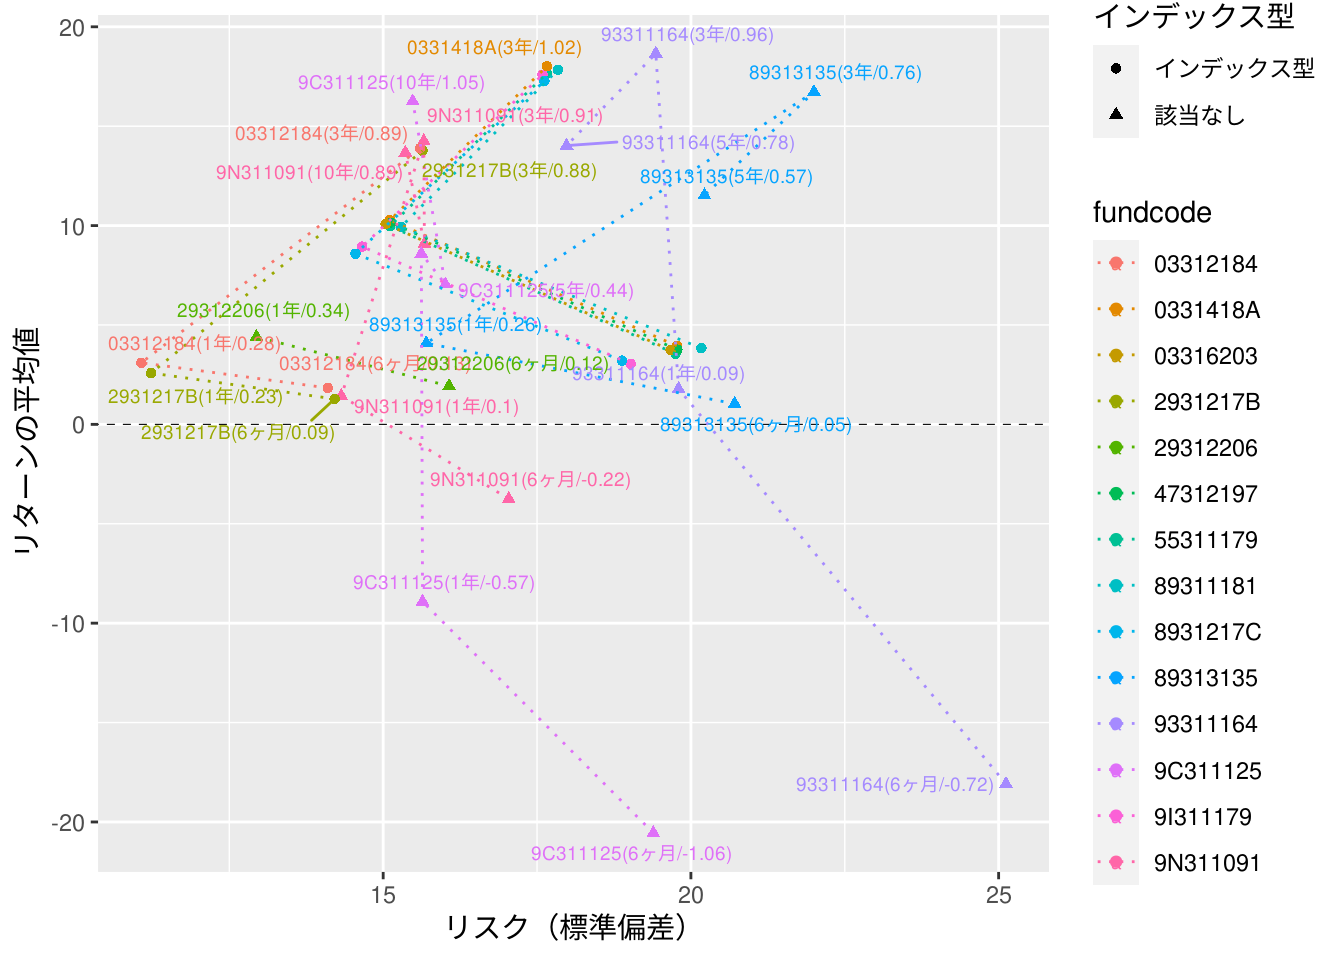 インデックス型
インデックス型
該当なし
fundcode
03312184
0331418A
03316203
2931217B
29312206
47312197
55311179
89311181
8931217C
89313135
93311164
9C311125
9I311179
9N311091
リターンの平均値
リスク（標準偏差）
20
10
0
-10
-20
15
20
25
93311164(3年/0.96)
0331418A(3年/1.02)
89313135(3年/0.76)
9C311125(10年/1.05)
9N311091(3年/0.91)
03312184(3年/0.89)
93311164(5年/0.78)
9N311091(10年/0.89)
2931217B(3年/0.88)
89313135(5年/0.57)
9C311125(5年/0.44)
29312206(1年/0.34)
89313135(1年/0.26)
03312184(1年/0.28)
03312184(6ヶ月/0.13)
29312206(6ヶ月/0.12)
93311164(1年/0.09)
2931217B(1年/0.23)
9N311091(1年/0.1)
89313135(6ヶ月/0.05)
2931217B(6ヶ月/0.09)
9N311091(6ヶ月/-0.22)
9C311125(1年/-0.57)
93311164(6ヶ月/-0.72)
9C311125(6ヶ月/-1.06)